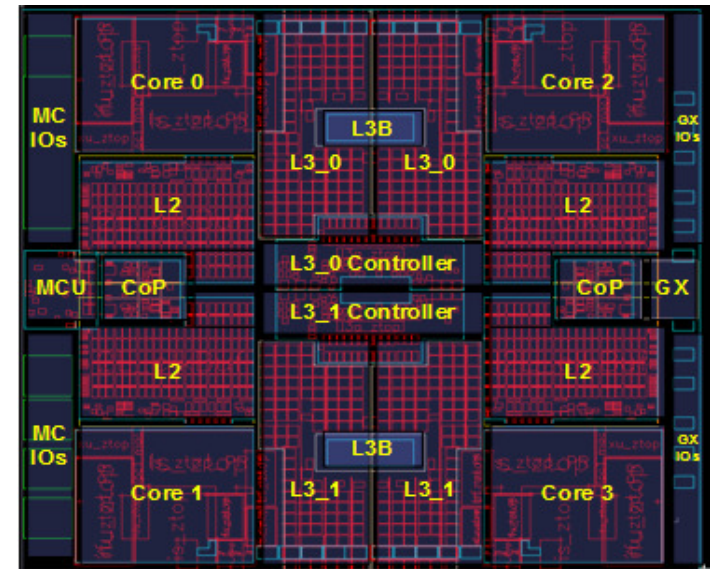 Core 0
Core 2
MC
IOs
GX
IOs
L3B
L3_0
L3_0
L2
L2
L3_0 Controller
MCU
CoP
CoP
GX
L3_1 Controller
L2
L2
MC
IOs
L3B
GX
IOs
Core 1
L3_1
L3_1
Core 3